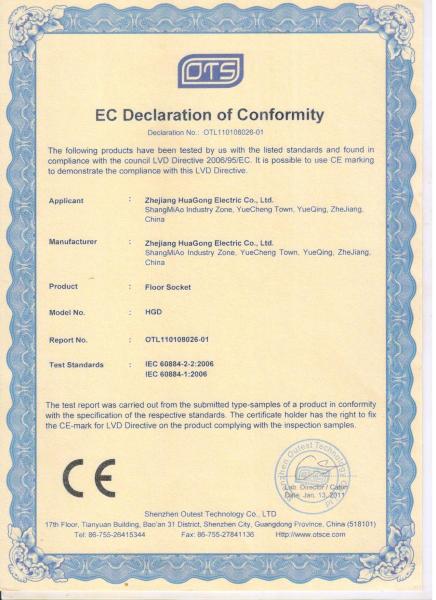 OTS
EC Declaration of Conformity
Declaration No.: OTL110108026-01
The following products have been tested by us with the listed standards and found in
compliance with the council LVD Directive 2006/95/EC. It is possible to use CE marking
to demonstrate the compliance with this LVD Directive.
Applicant : Zhejiang HuaGong Electric Co., Ltd.
ShangMiAo Industry Zone, YueCheng Town, YueQing, ZheJiang,
China
Manufacturer : Zhejiang HuaGong Electric Co., Ltd.
ShangMiAo Industry Zone, YueCheng Town, YueQing, ZheJiang,
China
Product : Floor Socket
Model No. : HGD
Report No. : OTL110108026-01
Test Standards : IEC 60884-2-2:2006
IEC 60884-1:2006
The test report was carried out from the submitted type-samples of a product in conformity
with the specification of the respective standards. The certificate holder has the right to fix
the CE-mark for LVD Directive on the product complying with the inspection samples.
CE
Shenzhen Outest Technology Co., Ltd
Lab Director / Calon
Date Jan. 13, 2011
Shenzhen Outest Technology Co., LTD
17th Floor, Tianyuan Building, Bao'an 31 District, Shenzhen City, Guangdong Province, China (518101)
Tel: 86-755-26415344 Fax: 86-755-27841136 Http://www.otsce.com